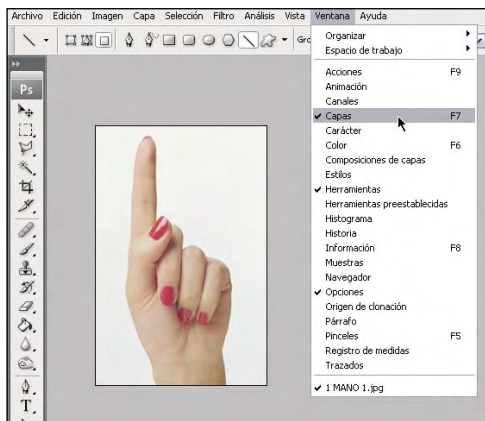 Archivo Edición Imagen Capa Selección Filtro Análisis Vista Ventana Ayuda
Organizar
Espacio de trabajo
Acciones F9
Animación
Canales
Capas F7
Carácter
Color F6
Composiciones de capas
Estilos
Herramientas
Herramientas preestablecidas
Histograma
Historia
Información F8
Muestras
Navegador
Opciones
Origen de clonación
Párrafo
Pinceles F5
Registro de medidas
Trazados
1 MANO 1.jpg
Ps
T